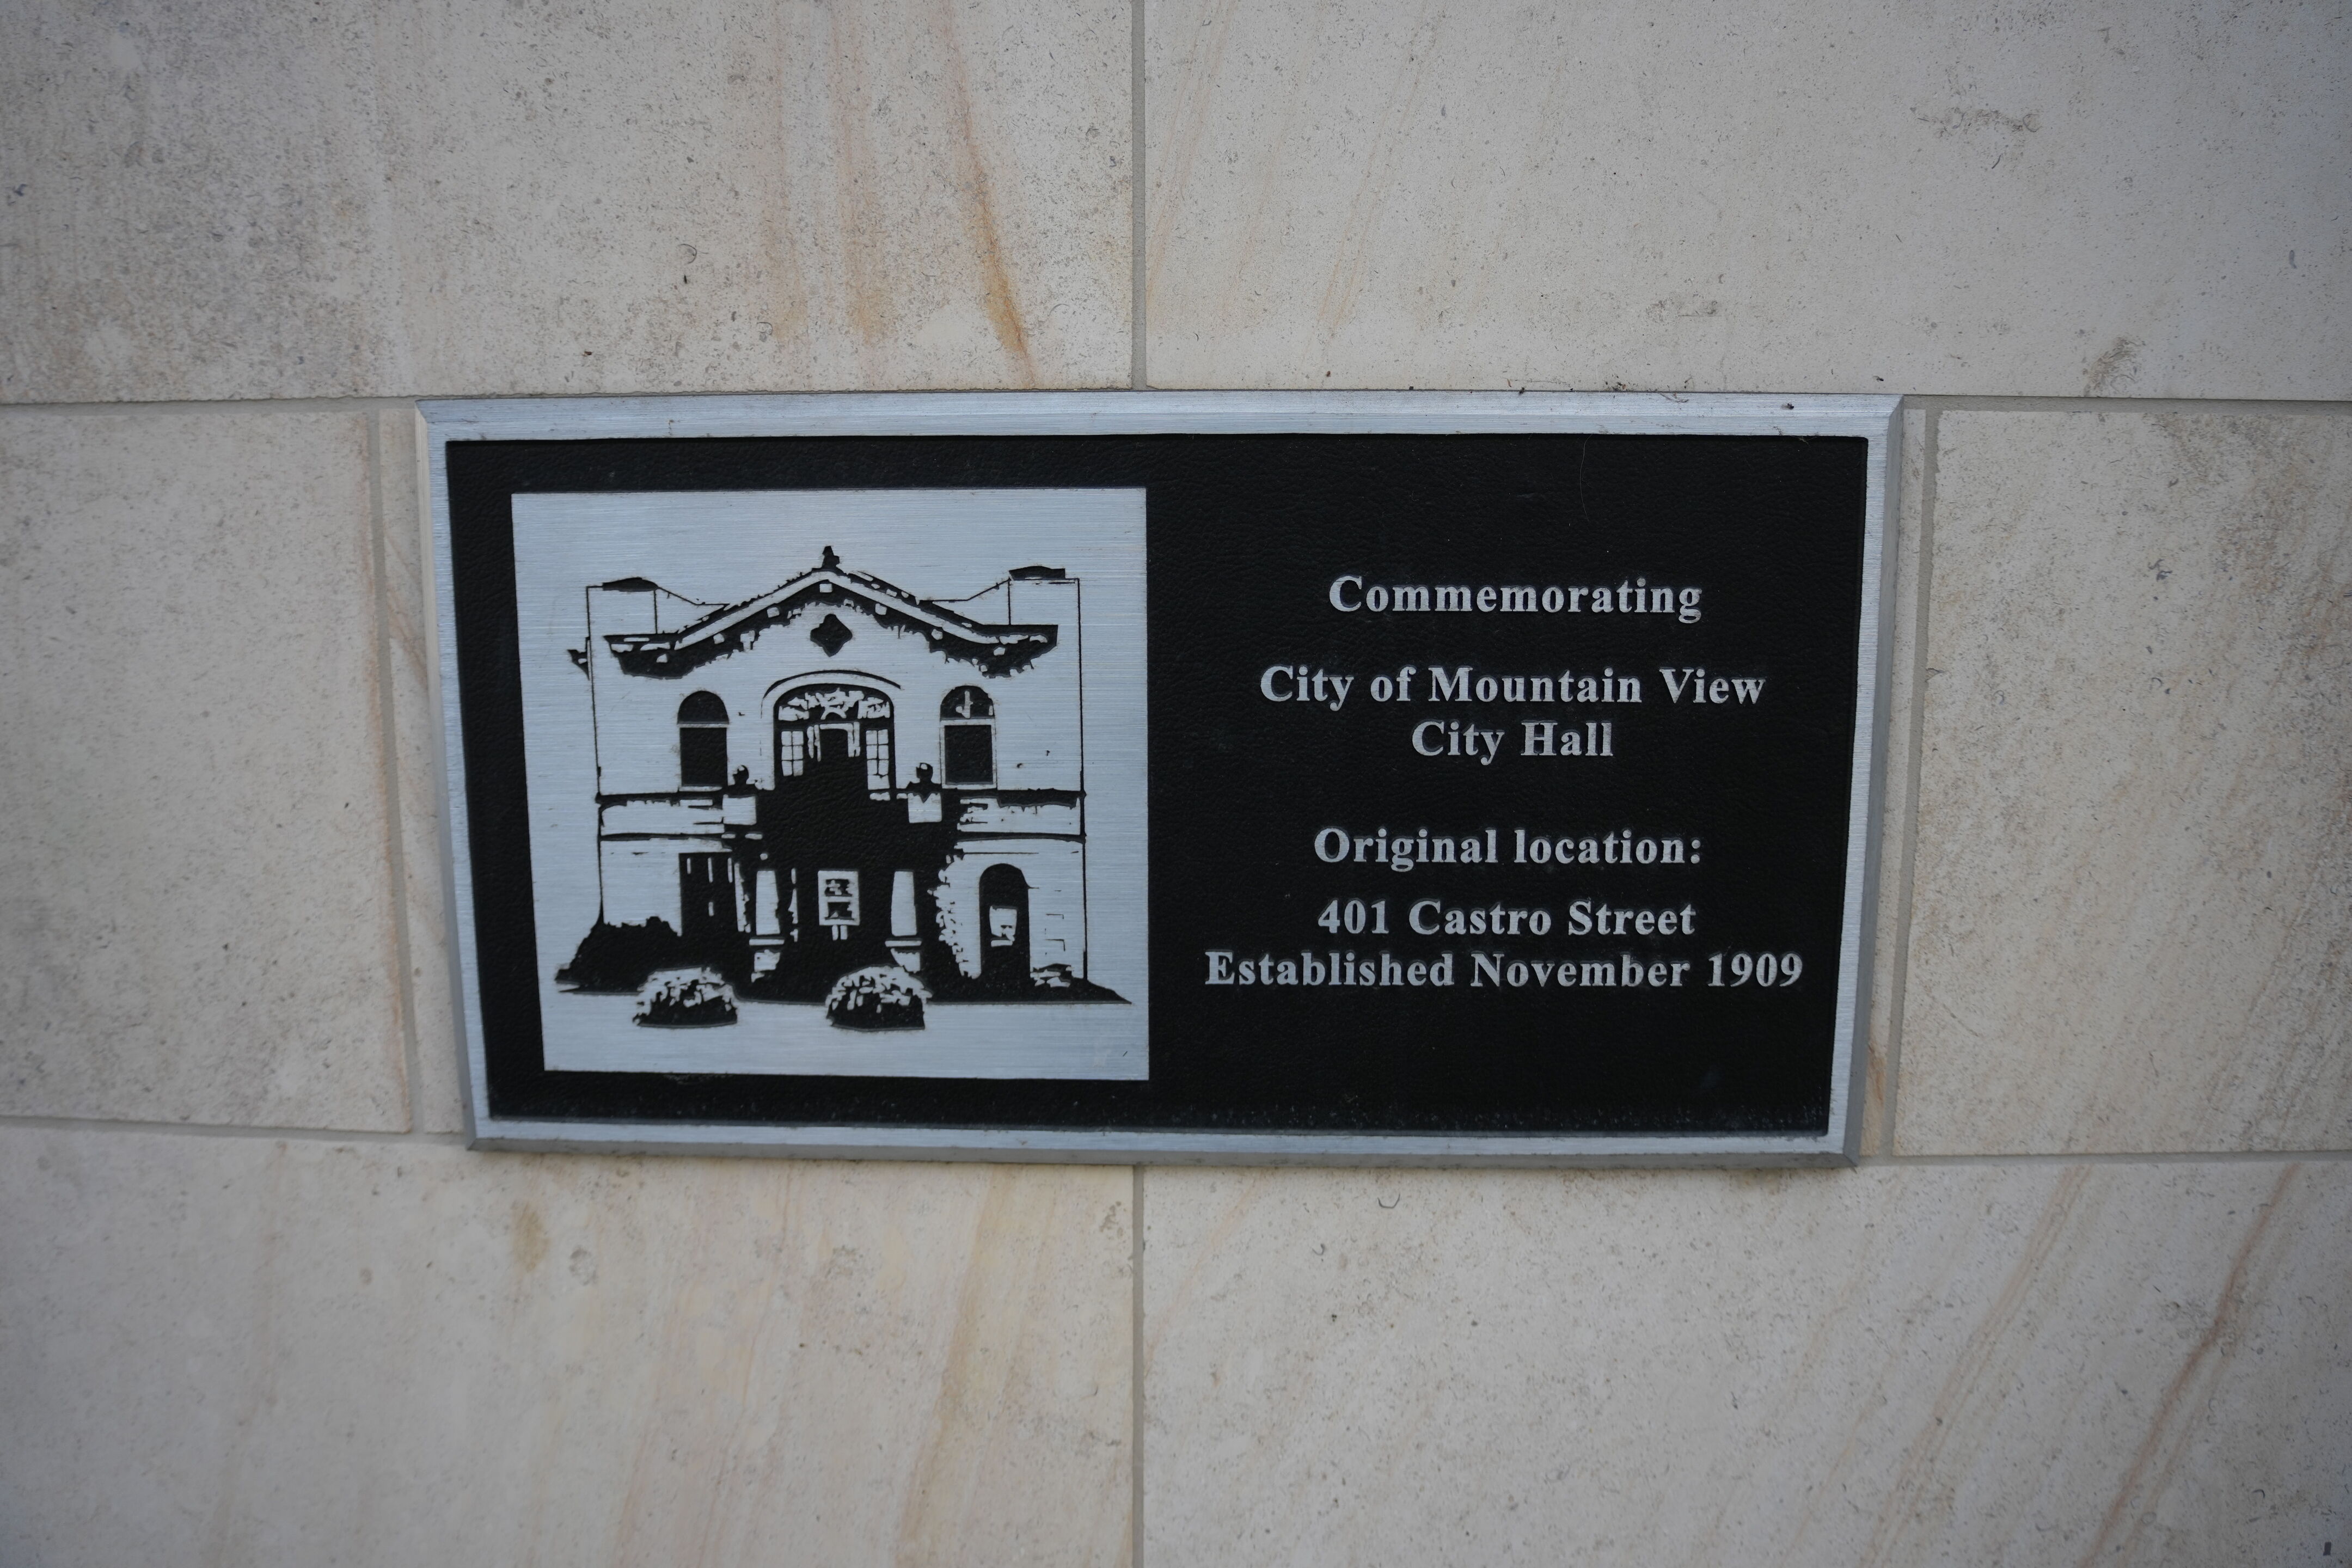 Commemorating
City of Mountain View
City Hall
Original location:
401 Castro Street
Established November 1909